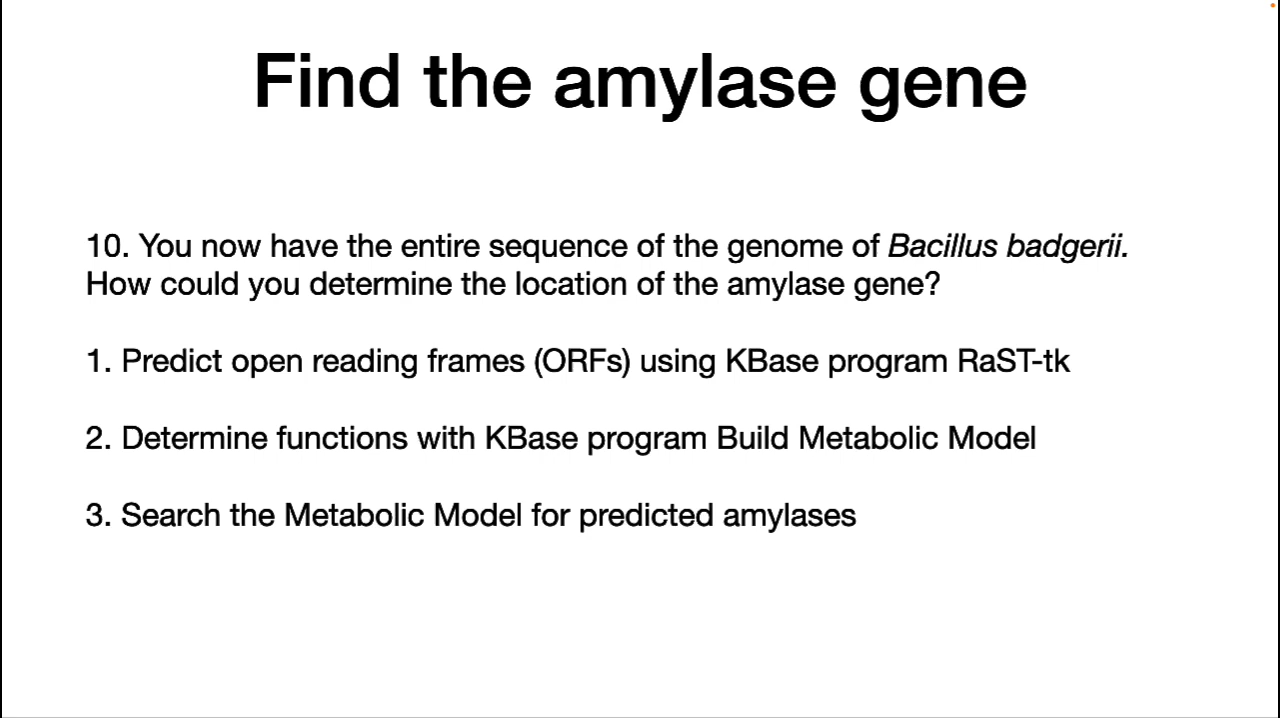 Find the amylase gene
10. You now have the entire sequence of the genome of Bacillus badgerii.
How could you determine the location of the amylase gene?
1. Predict open reading frames (ORFs) using KBase program RaST-tk
2. Determine functions with KBase program Build Metabolic Model
3. Search the Metabolic Model for predicted amylases